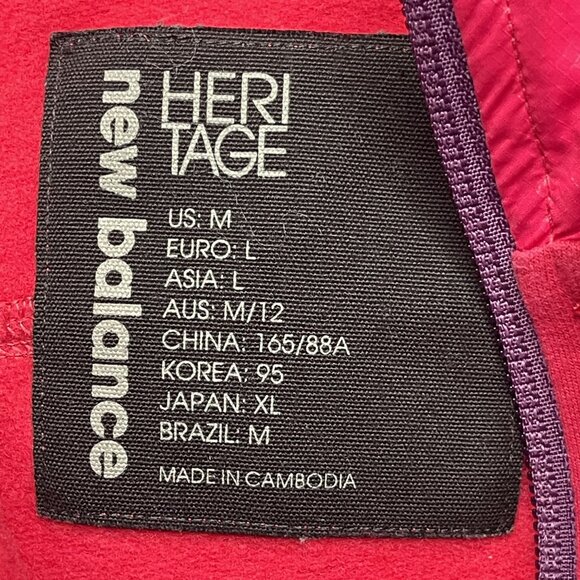 new balance
HERI
TAGE
US: M
EURO: L
ASIA: L
AUS: M/12
CHINA: 165/88A
KOREA: 95
JAPAN: XL
BRAZIL: M
MADE IN CAMBODIA